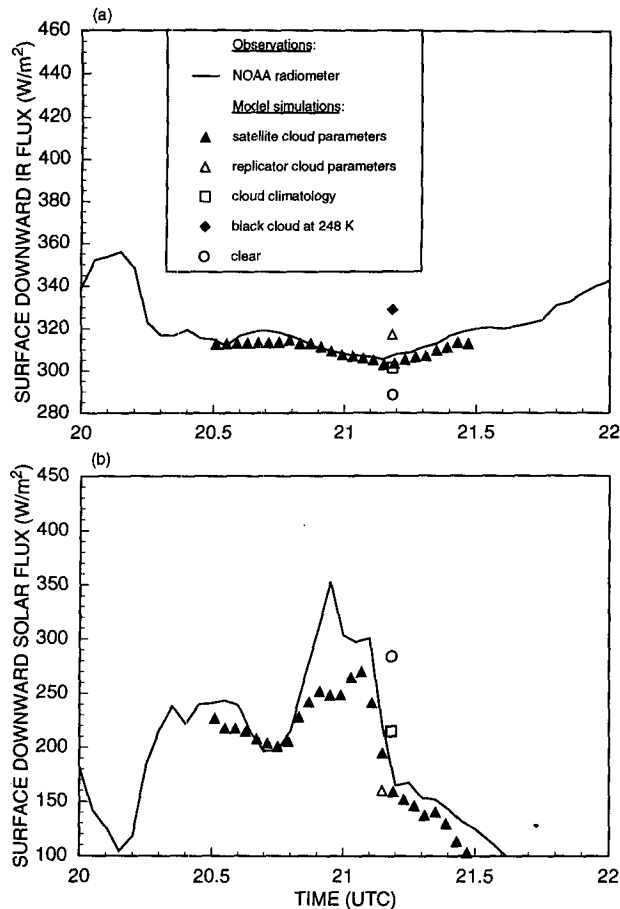 (a)
SURFACE DOWNWARD IR FLUX (W/m²)
460
440
420
400
380
360
340
320
300
280
Observations:
NOAA radiometer
Model simulations:
satellite cloud parameters
replicator cloud parameters
cloud climatology
black cloud at 248 K
clear
20
20.5
21
21.5
22
(b)
SURFACE DOWNWARD SOLAR FLUX (W/m²)
450
400
350
300
250
200
150
100
20
20.5
21
21.5
22
TIME (UTC)